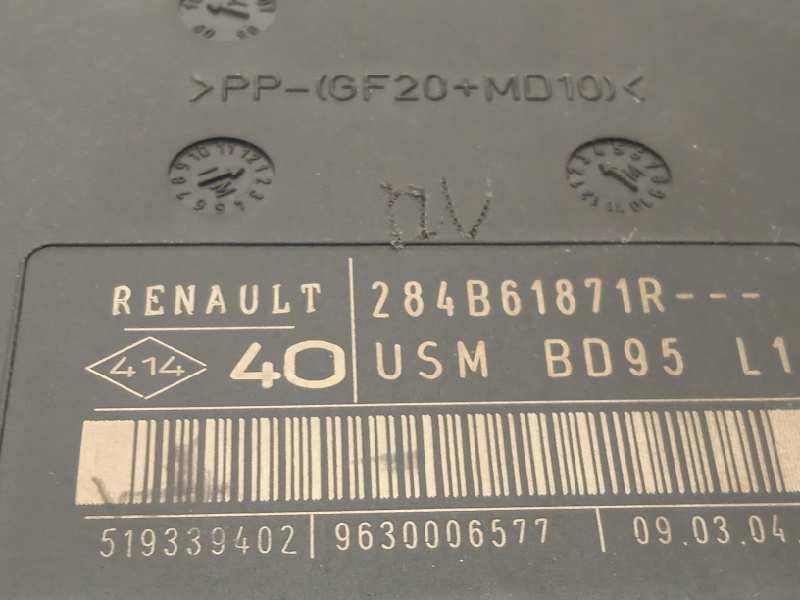 >PP-(GF20+MD10)<
RENAULT 284B61871R---
414 40 USM BD95 L1
519339402 9630006577 09.03.04.